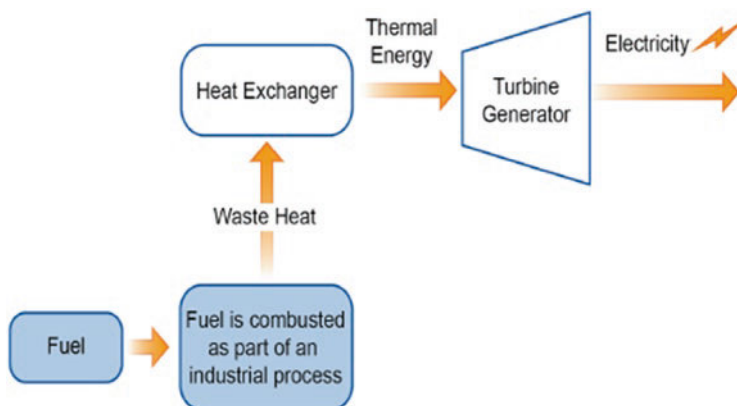 Thermal
Energy
Electricity
Heat Exchanger
Turbine
Generator
Waste Heat
Fuel
Fuel is combusted
as part of an
industrial process